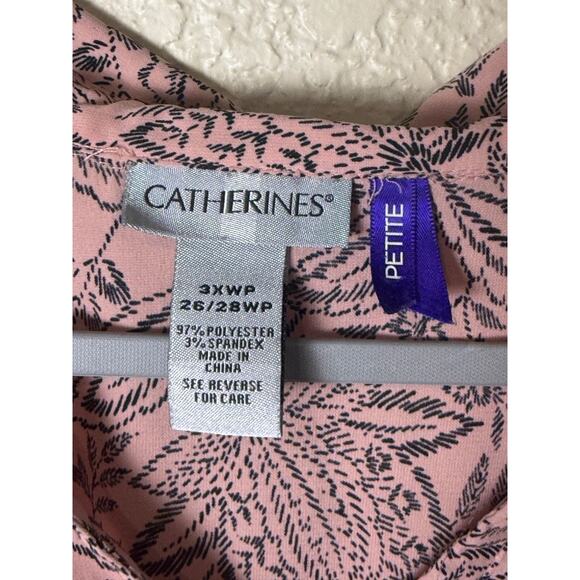 CATHERINES®
PETITE
3XWP
26/28WP
97% POLYESTER
3% SPANDEX
MADE IN
CHINA
SEE REVERSE
FOR CARE